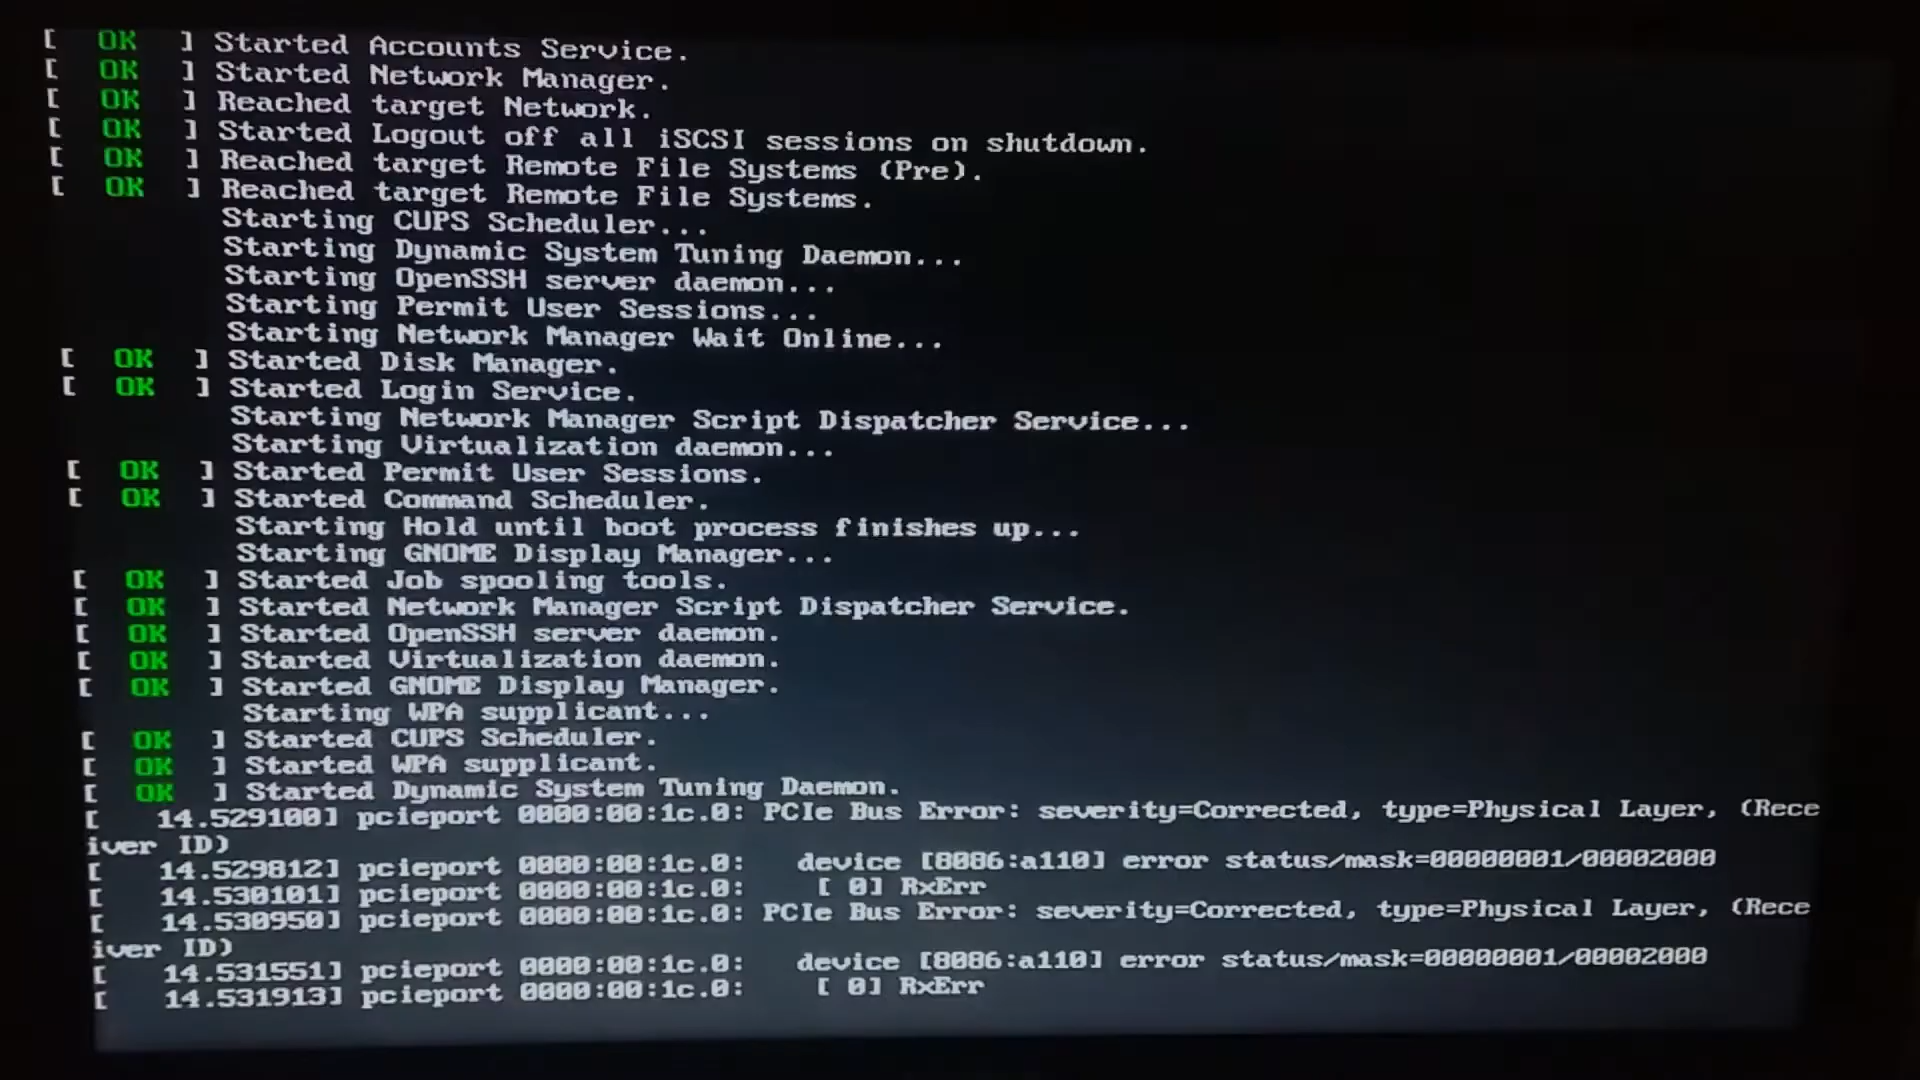 [  OK  ] Started Accounts Service.
[  OK  ] Started Network Manager.
[  OK  ] Reached target Network.
[  OK  ] Started Logout off all iSCSI sessions on shutdown.
[  OK  ] Reached target Remote File Systems (Pre).
[  OK  ] Reached target Remote File Systems.
Starting CUPS Scheduler...
Starting Dynamic System Tuning Daemon...
Starting OpenSSH server daemon...
Starting Permit User Sessions...
Starting Network Manager Wait Online...
[  OK  ] Started Disk Manager.
[  OK  ] Started Login Service.
Starting Network Manager Script Dispatcher Service...
Starting Virtualization daemon...
[  OK  ] Started Permit User Sessions.
[  OK  ] Started Command Scheduler.
Starting Hold until boot process finishes up...
Starting GNOME Display Manager...
[  OK  ] Started Job spooling tools.
[  OK  ] Started Network Manager Script Dispatcher Service.
[  OK  ] Started OpenSSH server daemon.
[  OK  ] Started Virtualization daemon.
[  OK  ] Started GNOME Display Manager.
Starting WPA supplicant...
[  OK  ] Started CUPS Scheduler.
[  OK  ] Started WPA supplicant.
[  OK  ] Started Dynamic System Tuning Daemon.
[   14.529100] pcieport 0000:00:1c.0: PCIe Bus Error: severity=Corrected, type=Physical Layer, (Rece
iver ID)
[   14.529812] pcieport 0000:00:1c.0:   device [8086:a110] error status/mask=00000001/00002000
[   14.530101] pcieport 0000:00:1c.0:    [ 0] RxErr
[   14.530950] pcieport 0000:00:1c.0: PCIe Bus Error: severity=Corrected, type=Physical Layer, (Rece
iver ID)
[   14.531551] pcieport 0000:00:1c.0:   device [8086:a110] error status/mask=00000001/00002000
[   14.531913] pcieport 0000:00:1c.0:    [ 0] RxErr